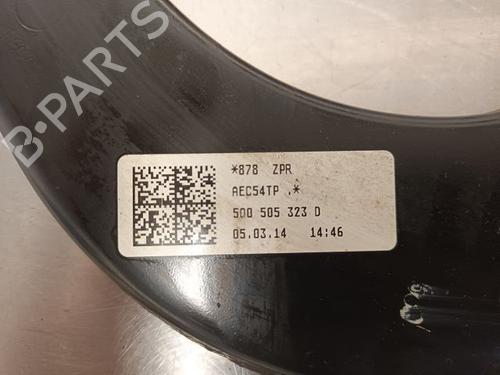 B-PARTS
*878 ZPR
AEC54TP .*
5Q0 505 323 D
05.03.14 14:46